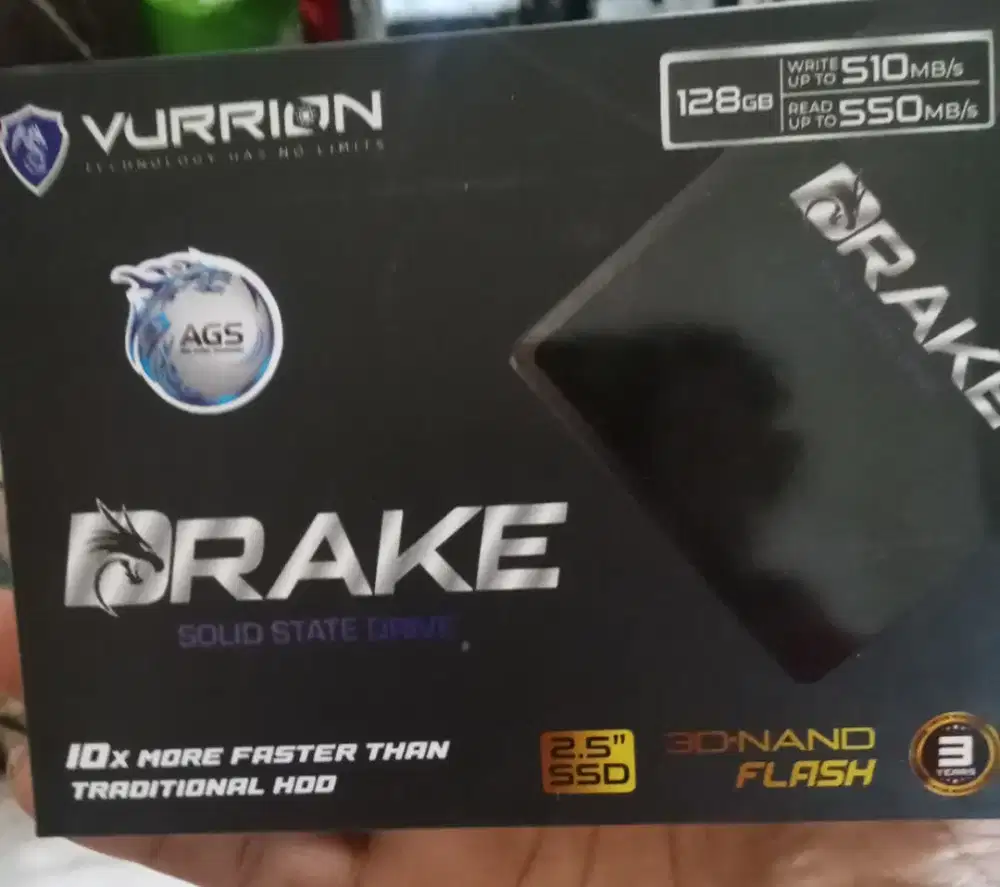 VURRION
TECHNOLOGY HAS NO LIMITS
128GB
WRITE UP TO 510MB/s
READ UP TO 550MB/s
DRAKE
AGS
DRAKE
SOLID STATE DRIVE
10x MORE FASTER THAN
TRADITIONAL HDD
2.5"
SSD
3D-NAND
FLASH
3
YEARS